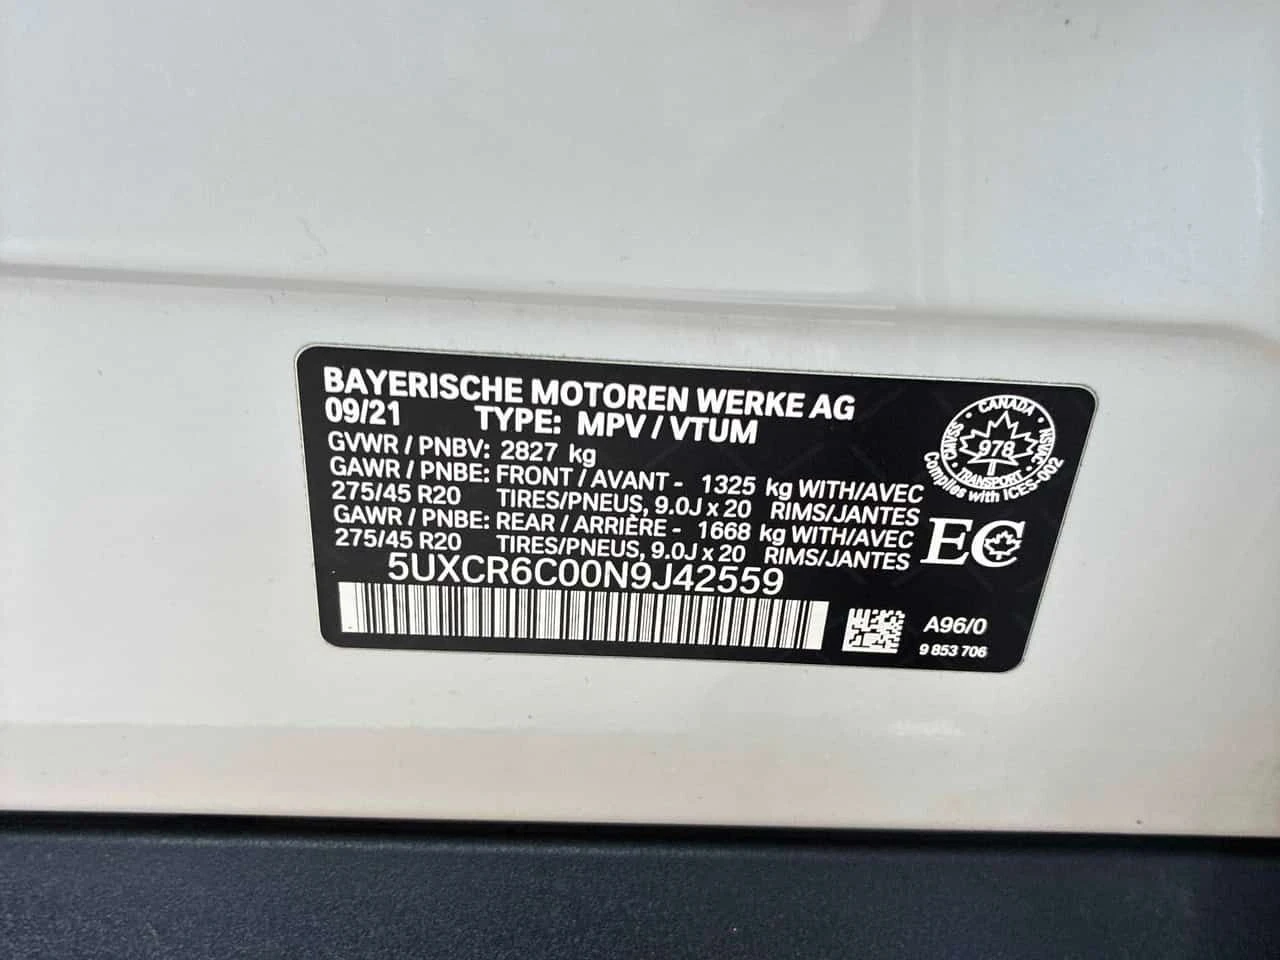 BAYERISCHE MOTOREN WERKE AG
09/21 TYPE: MPV / VTUM
GVWR / PNBV: 2827 kg
GAWR / PNBE: FRONT / AVANT - 1325 kg WITH/AVEC
275/45 R20 TIRES/PNEUS, 9.0J x 20 RIMS/JANTES
GAWR / PNBE: REAR / ARRIÈRE - 1668 kg WITH/AVEC
275/45 R20 TIRES/PNEUS, 9.0J x 20 RIMS/JANTES
5UXCR6C00N9J42559
CANADA
CMVSS
NSVAC
978
TRANSPORT
Complies with ICES-002
EC
A96/0
9 853 706